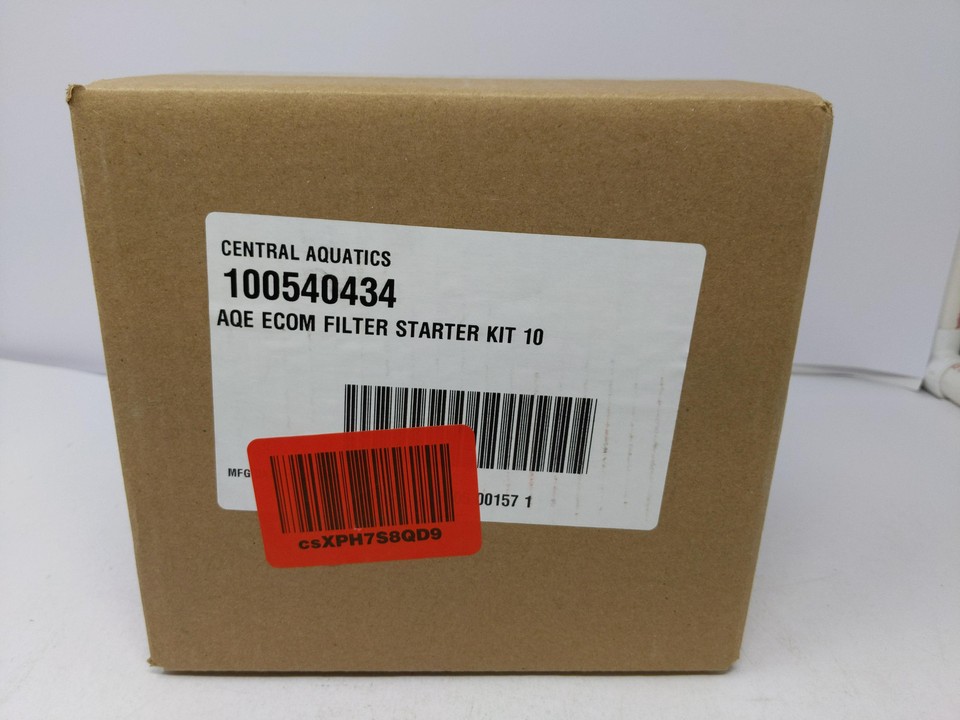 CENTRAL AQUATICS
100540434
AQE ECOM FILTER STARTER KIT 10
MFG
00157 1
csXPH7S8QD9